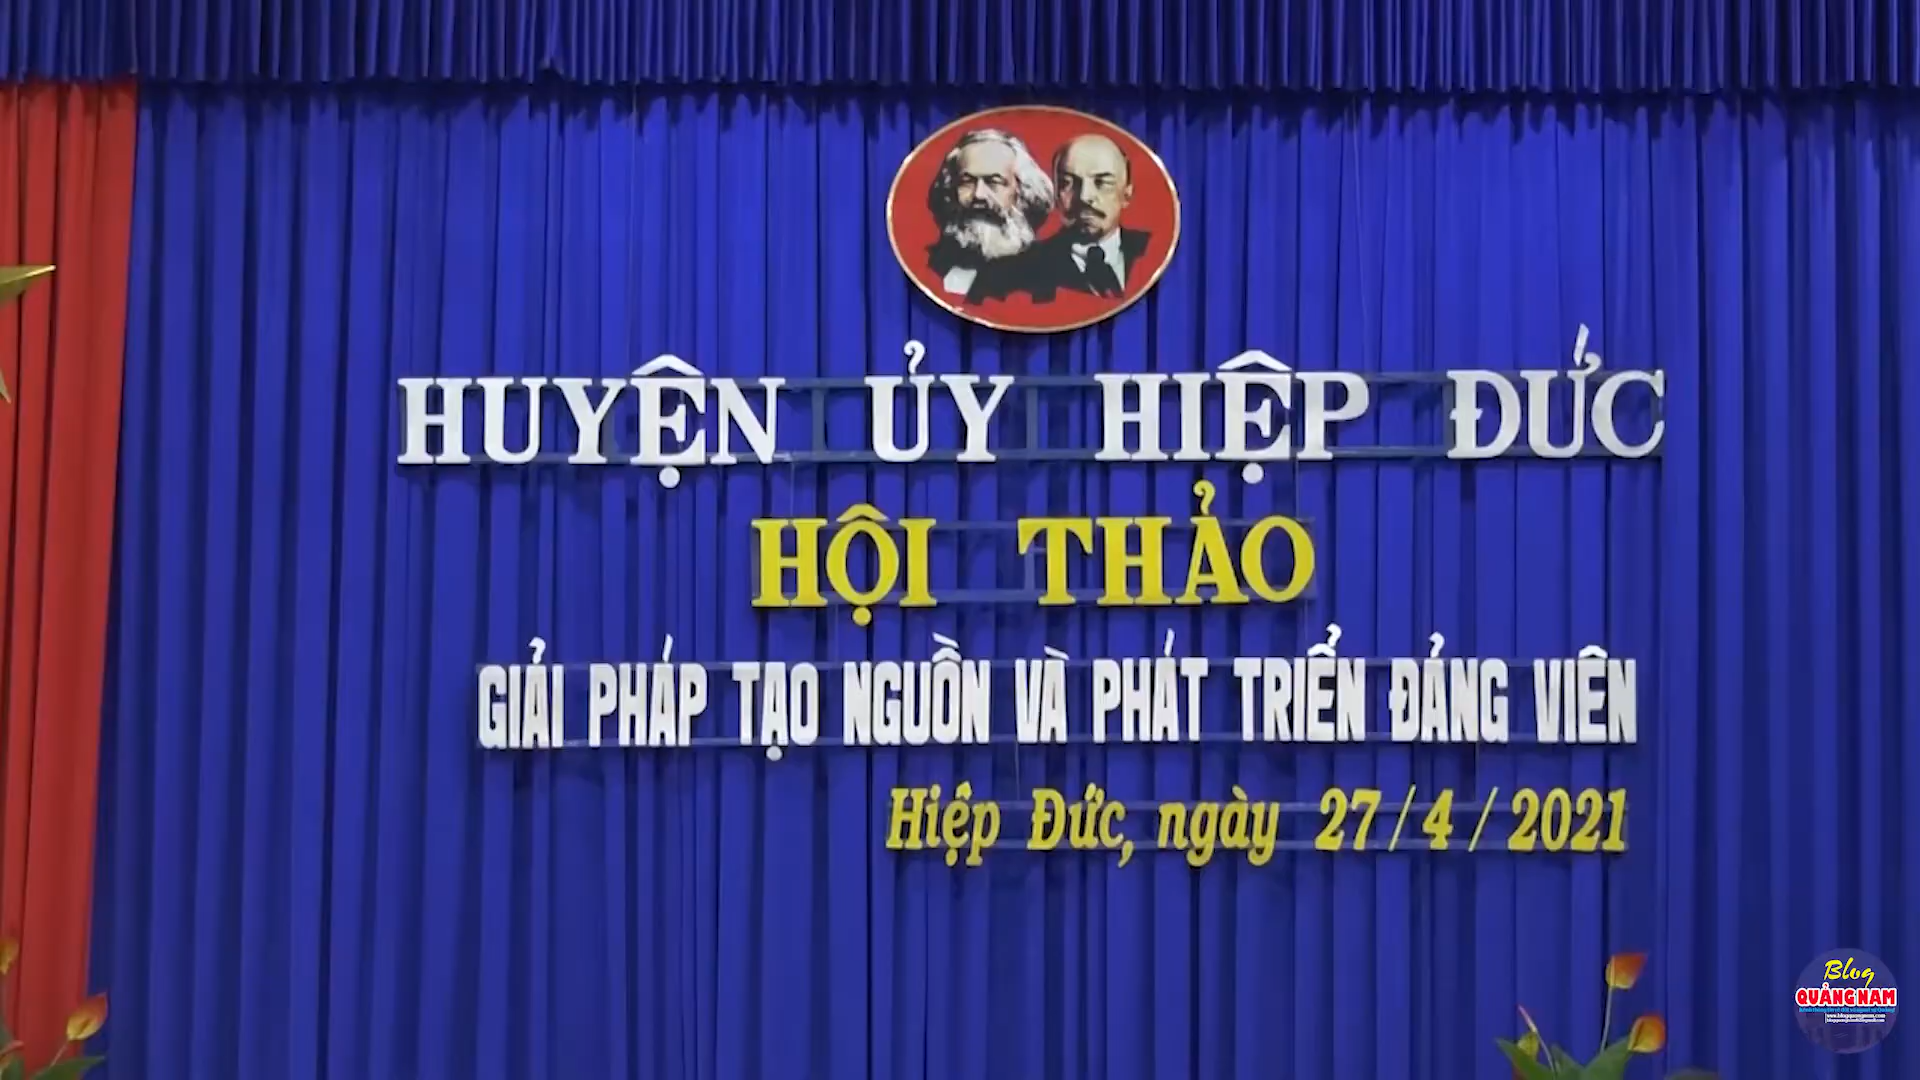 HUYỆN ỦY HIỆP ĐỨC
HỘI THẢO
GIẢI PHÁP TẠO NGUỒN VÀ PHÁT TRIỂN ĐẢNG VIÊN
Hiệp Đức, ngày 27/4/2021
Blog
QUẢNG NAM